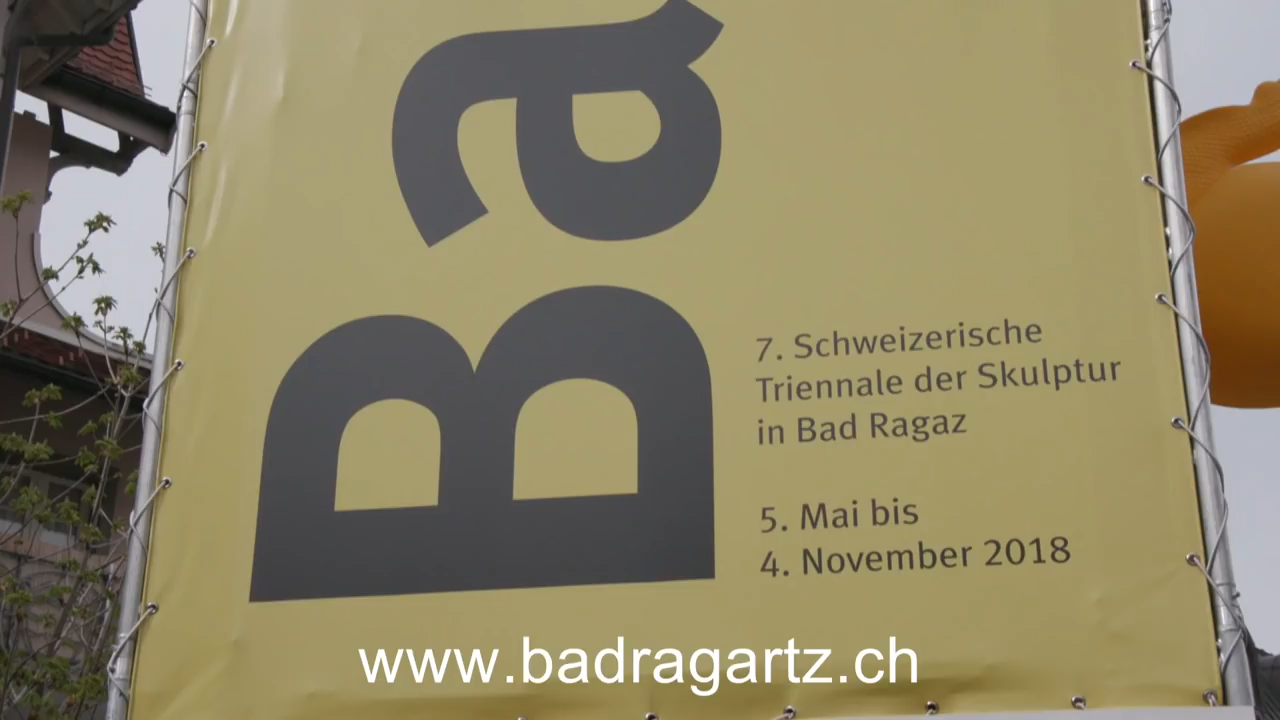 Ba
7. Schweizerische
Triennale der Skulptur
in Bad Ragaz
5. Mai bis
4. November 2018
www.badragartz.ch